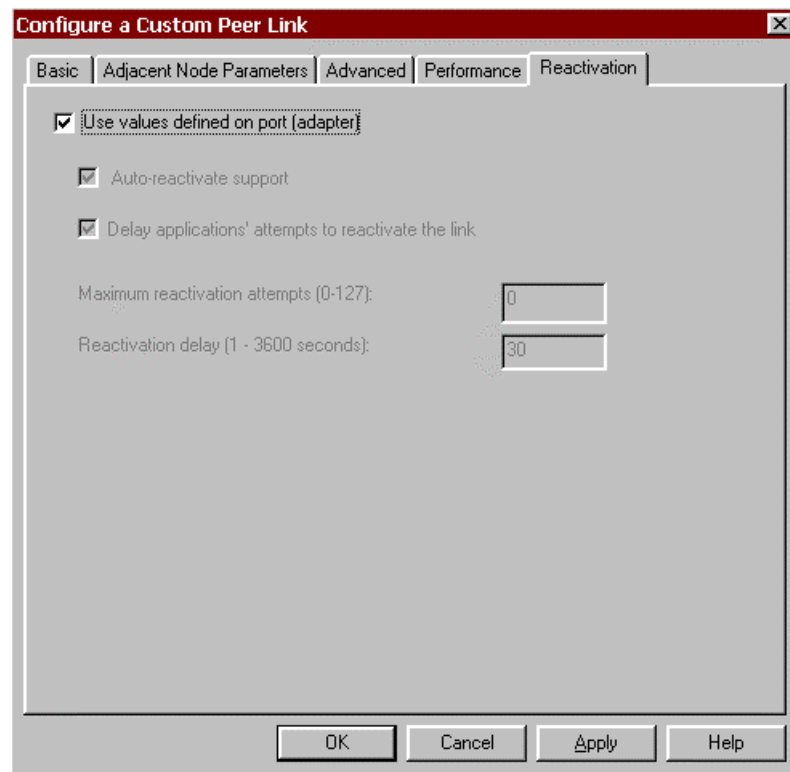 Configure a Custom Peer Link
Basic Adjacent Node Parameters Advanced Performance Reactivation
Use values defined on port (adapter)
Auto-reactivate support
Delay applications' attempts to reactivate the link
Maximum reactivation attempts (0-127): 0
Reactivation delay (1 - 3600 seconds): 30
OK Cancel Apply Help